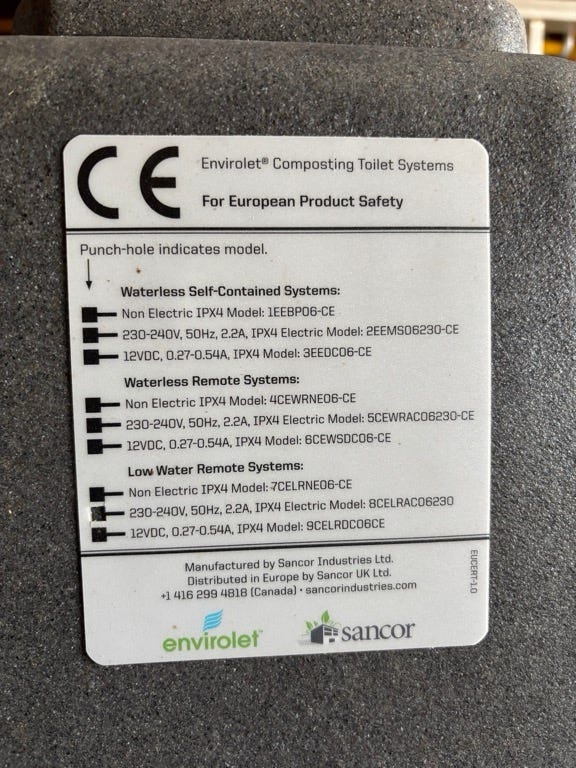 CE
Envirolet® Composting Toilet Systems
For European Product Safety
Punch-hole indicates model.
Waterless Self-Contained Systems:
Non Electric IPX4 Model: 1EEBP06-CE
230-240V, 50Hz, 2.2A, IPX4 Electric Model: 2EEMS06230-CE
12VDC, 0.27-0.54A, IPX4 Model: 3EEDC06-CE
Waterless Remote Systems:
Non Electric IPX4 Model: 4CEWRNE06-CE
230-240V, 50Hz, 2.2A, IPX4 Electric Model: 5CEWRAC06230-CE
12VDC, 0.27-0.54A, IPX4 Model: 6CEWSDC06-CE
Low Water Remote Systems:
Non Electric IPX4 Model: 7CELRNE06-CE
230-240V, 50Hz, 2.2A, IPX4 Electric Model: 8CELRAC06230
12VDC, 0.27-0.54A, IPX4 Model: 9CELRDC06CE
Manufactured by Sancor Industries Ltd.
Distributed in Europe by Sancor UK Ltd.
+1 416 299 4818 (Canada) • sancorindustries.com
EUCERT-1.0
envirolet™
sancor